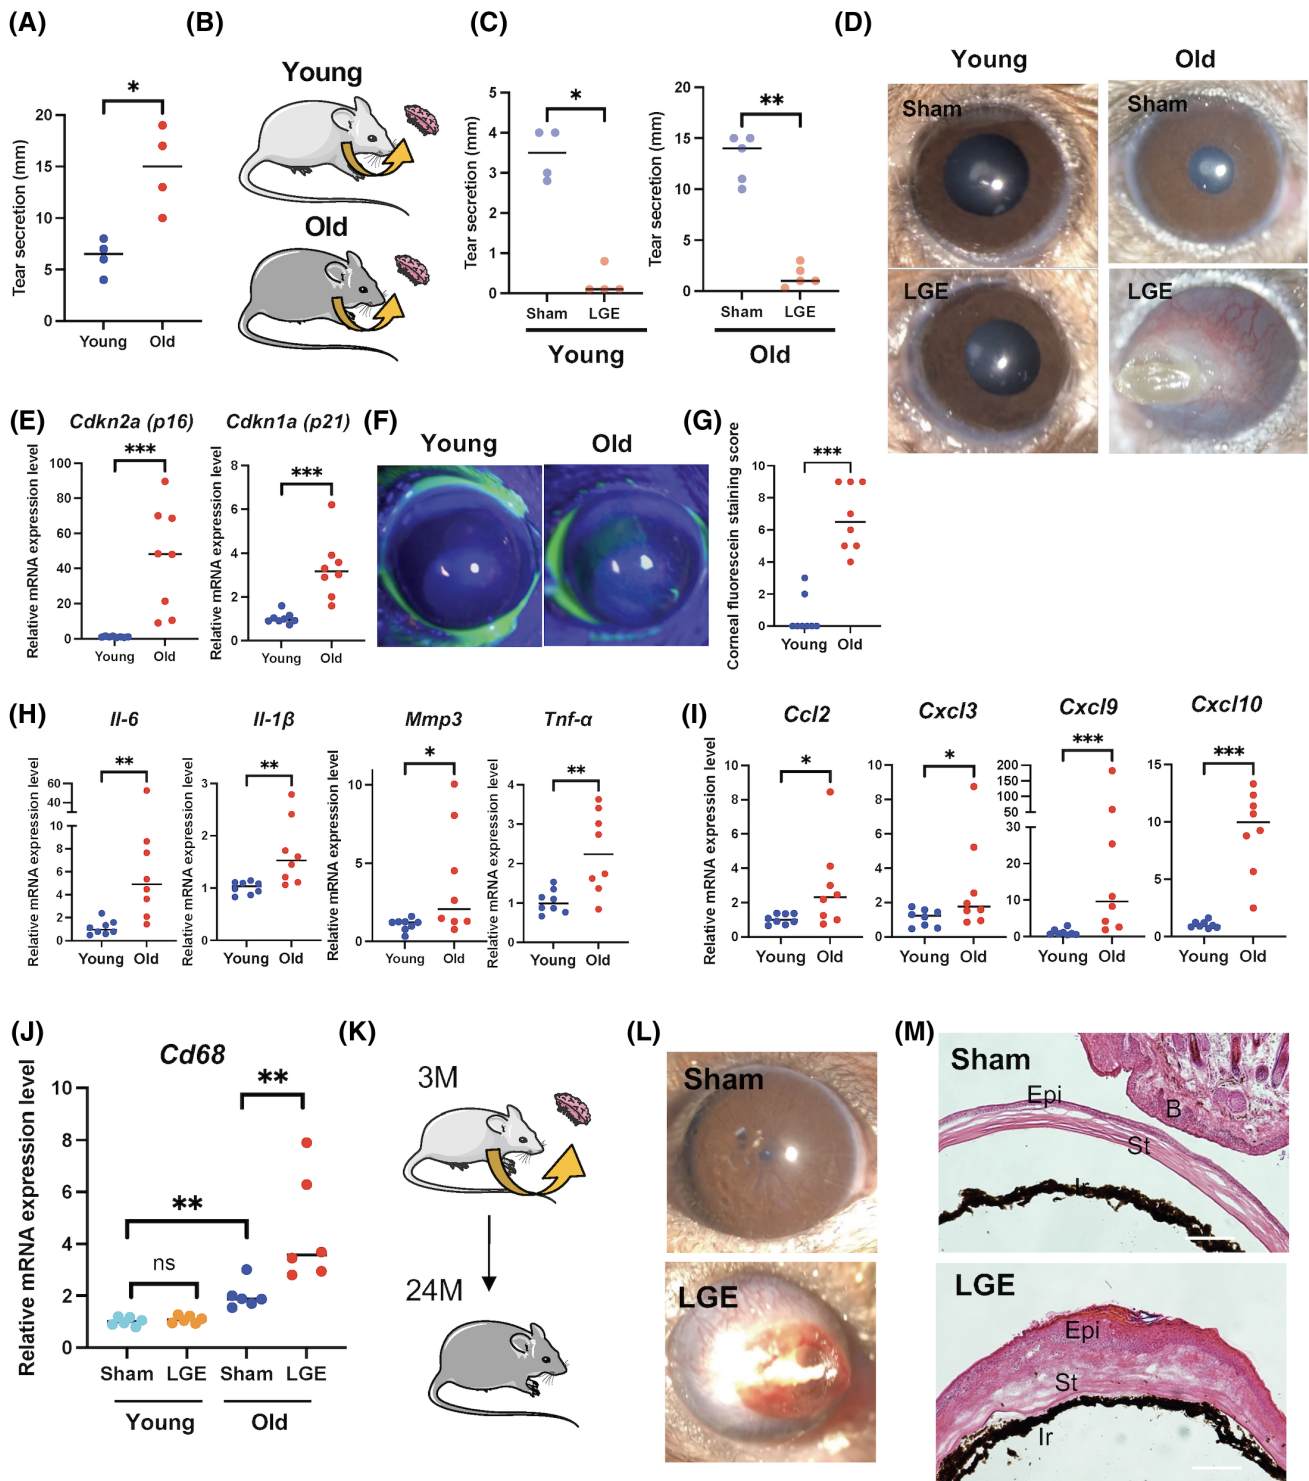 (A)
*
Tear secretion (mm)
20
15
10
5
0
Young
Old
(B)
Young
Old
(C)
*
Tear secretion (mm)
5
4
3
2
1
0
Sham
LGE
Young
**
Tear secretion (mm)
20
15
10
5
0
Sham
LGE
Old
(D)
Young
Old
Sham
Sham
LGE
LGE
(E)
Cdkn2a (p16)
***
Relative mRNA expression level
100
80
60
40
20
0
Young
Old
Cdkn1a (p21)
***
Relative mRNA expression level
8
6
4
2
0
Young
Old
(F)
Young
Old
(G)
***
Corneal fluorescein staining score
10
8
6
4
2
0
Young
Old
(H)
Il-6
**
Relative mRNA expression level
60
40
30
10
8
6
4
2
0
Young
Old
Il-1β
**
Relative mRNA expression level
3
2
1
0
Young
Old
Mmp3
*
Relative mRNA expression level
10
5
0
Young
Old
Tnf-α
**
Relative mRNA expression level
4
3
2
1
0
Young
Old
(I)
Ccl2
*
Relative mRNA expression level
10
8
6
4
2
0
Young
Old
Cxcl3
*
10
8
6
4
2
0
Young
Old
Cxcl9
***
200
150
100
50
30
20
10
0
Young
Old
Cxcl10
***
15
10
5
0
Young
Old
(J)
Cd68
Relative mRNA expression level
10
8
6
4
2
0
ns
**
**
Sham
LGE
Sham
LGE
Young
Old
(K)
3M
24M
(L)
Sham
LGE
(M)
Sham
Epi
B
St
Ir
LGE
Epi
St
Ir